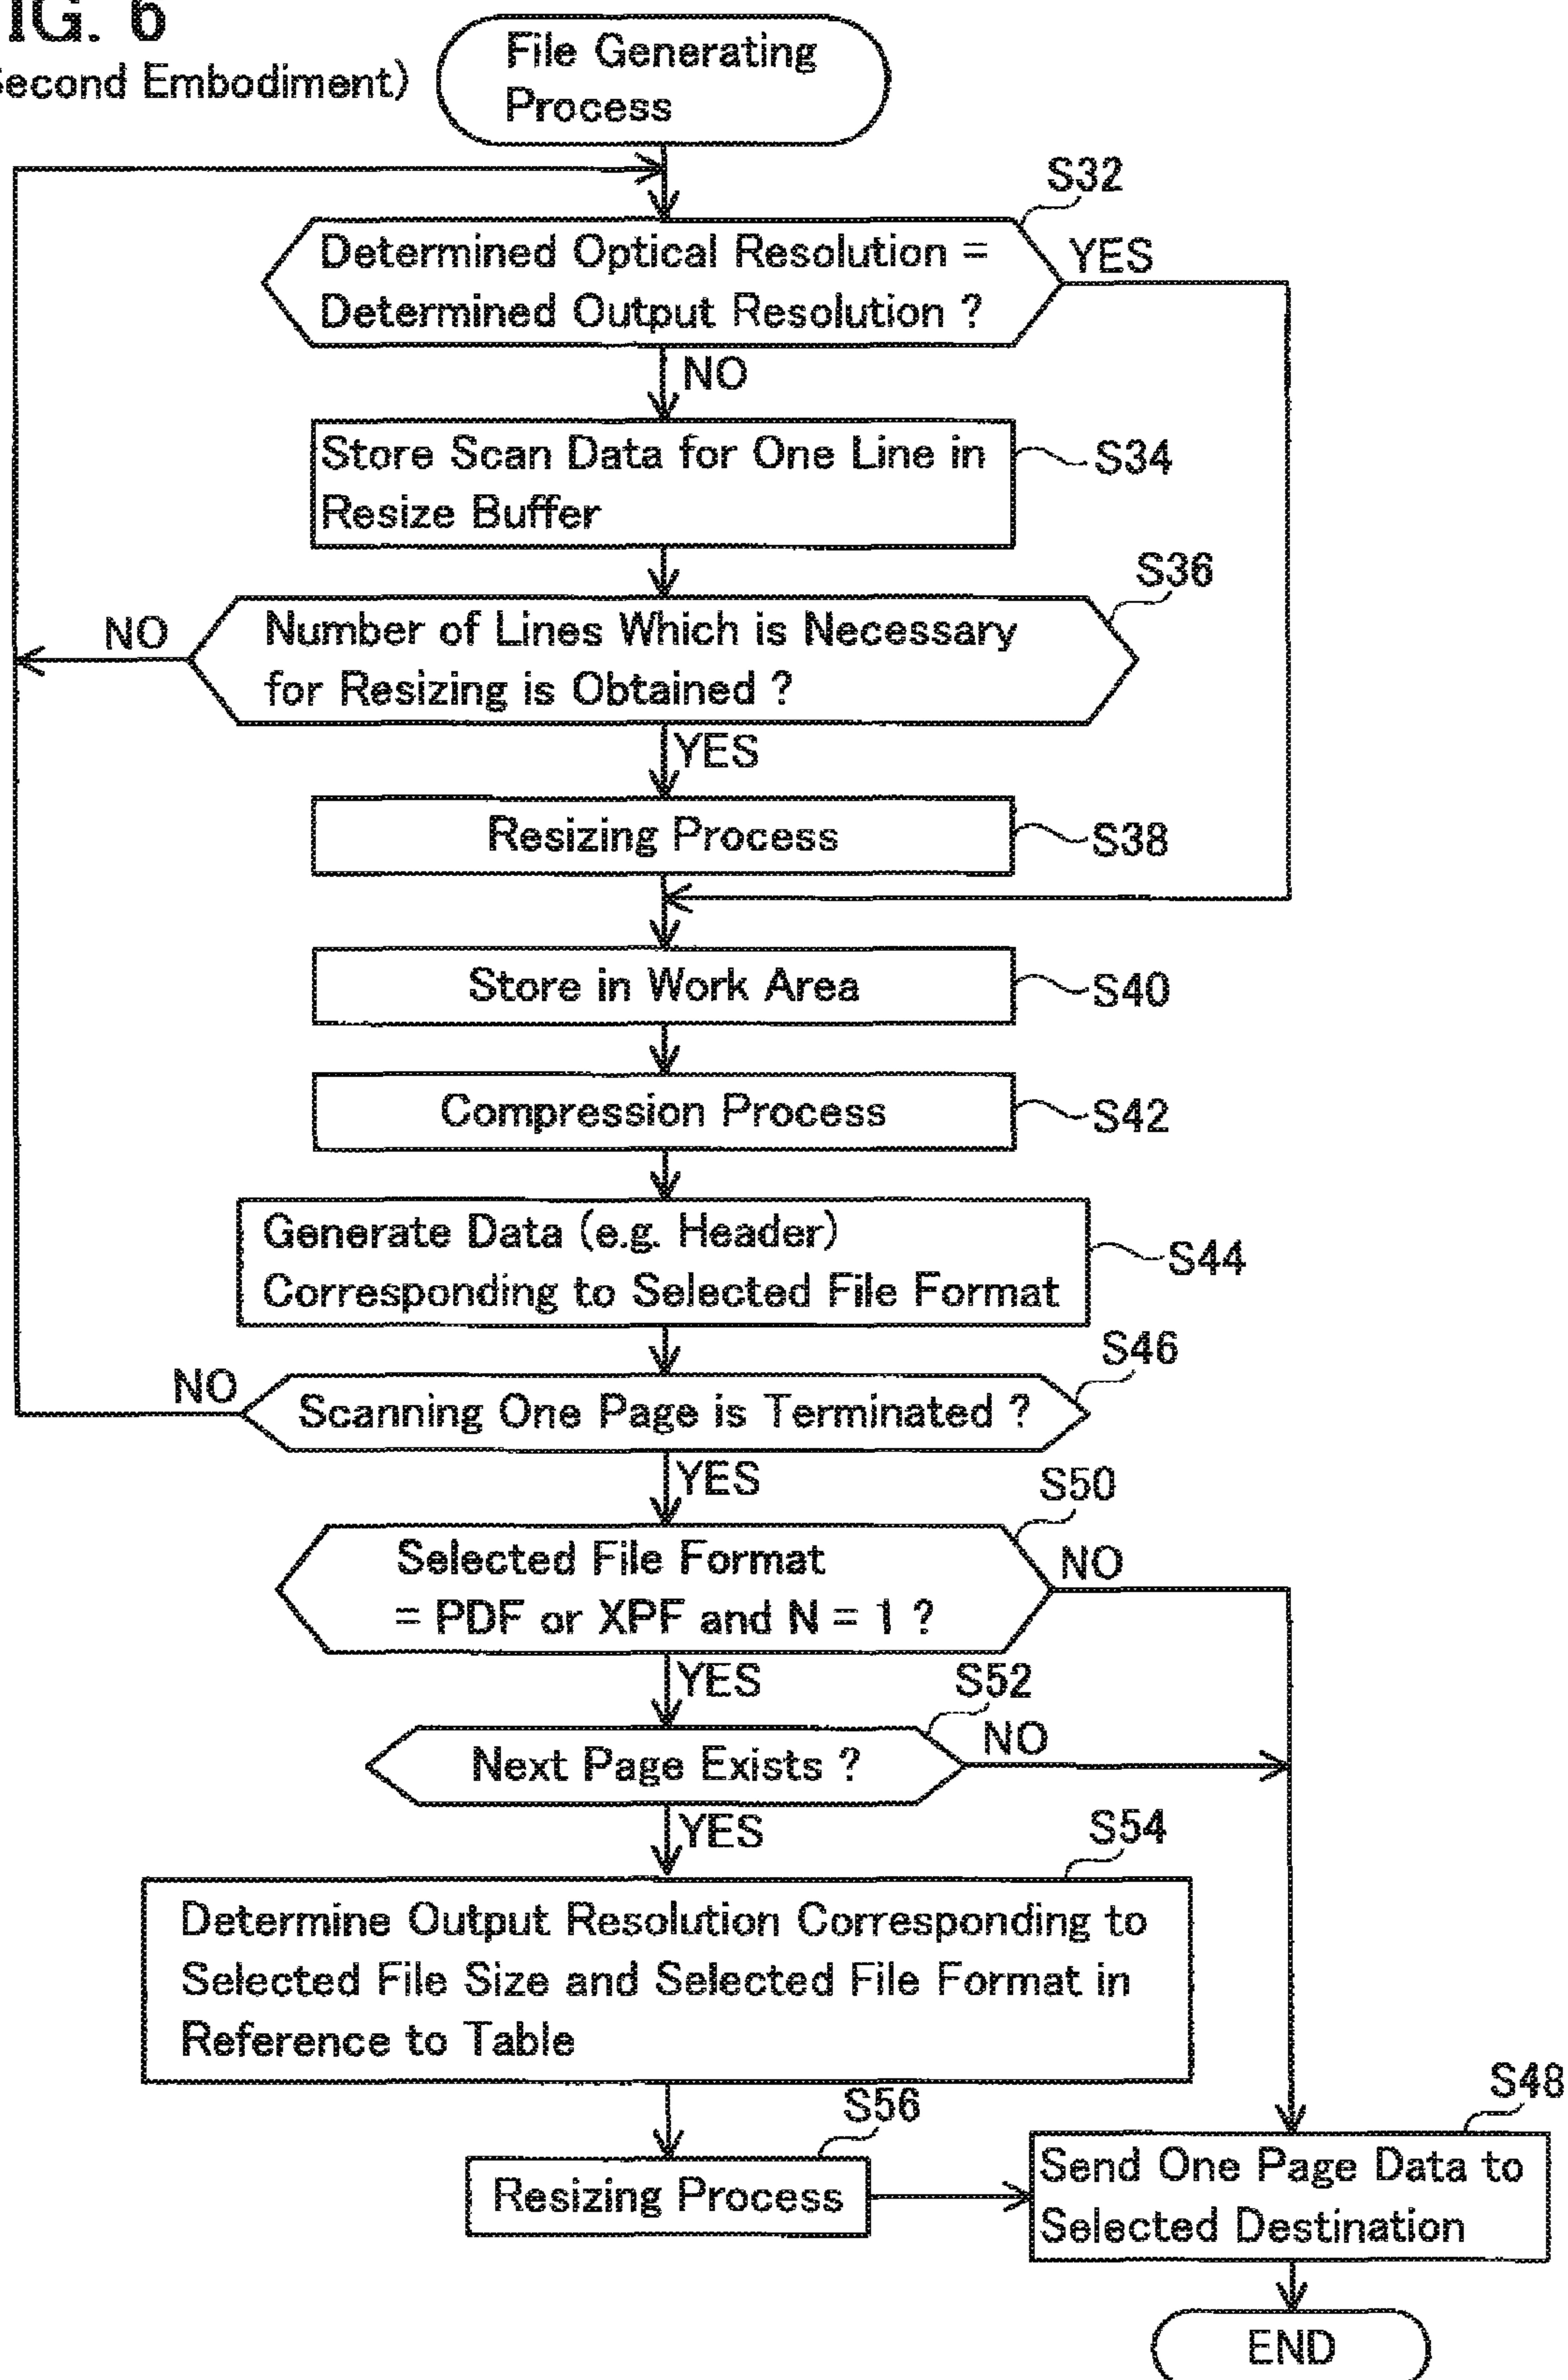 IG. 6
Second Embodiment)
File Generating
Process
S32
Determined Optical Resolution =
Determined Output Resolution ?
YES
NO
Store Scan Data for One Line in
Resize Buffer
S34
S36
Number of Lines Which is Necessary
for Resizing is Obtained ?
NO
YES
Resizing Process
S38
Store in Work Area
S40
Compression Process
S42
Generate Data (e.g. Header)
Corresponding to Selected File Format
S44
S46
NO
Scanning One Page is Terminated ?
YES
S50
Selected File Format
= PDF or XPF and N = 1 ?
NO
YES
S52
Next Page Exists ?
NO
YES
S54
Determine Output Resolution Corresponding to
Selected File Size and Selected File Format in
Reference to Table
S56
Resizing Process
S48
Send One Page Data to
Selected Destination
END